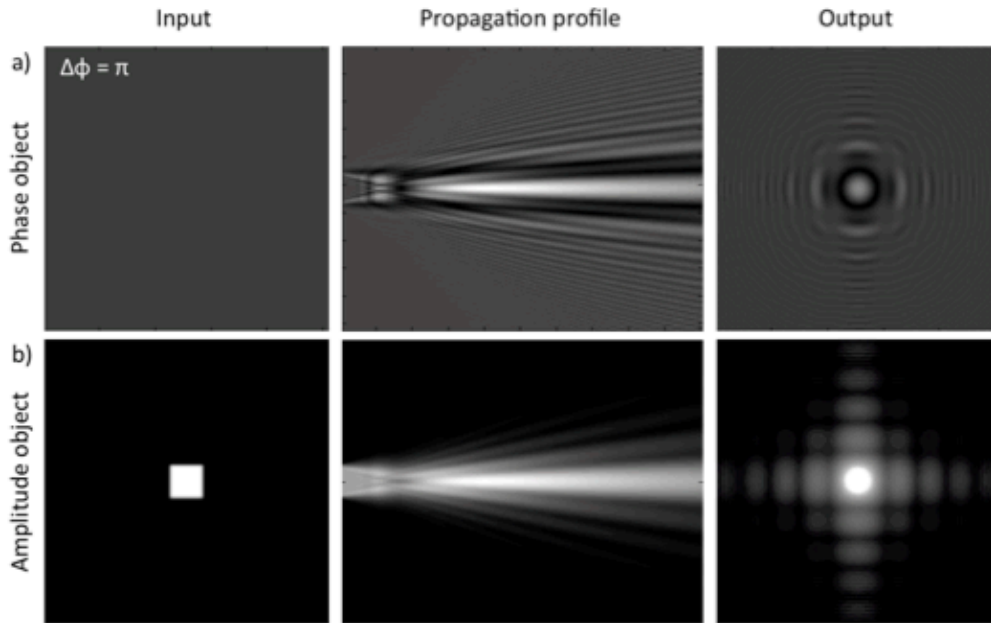 Input Propagation profile Output
a)
Δϕ = π
Phase object
b)
Amplitude object